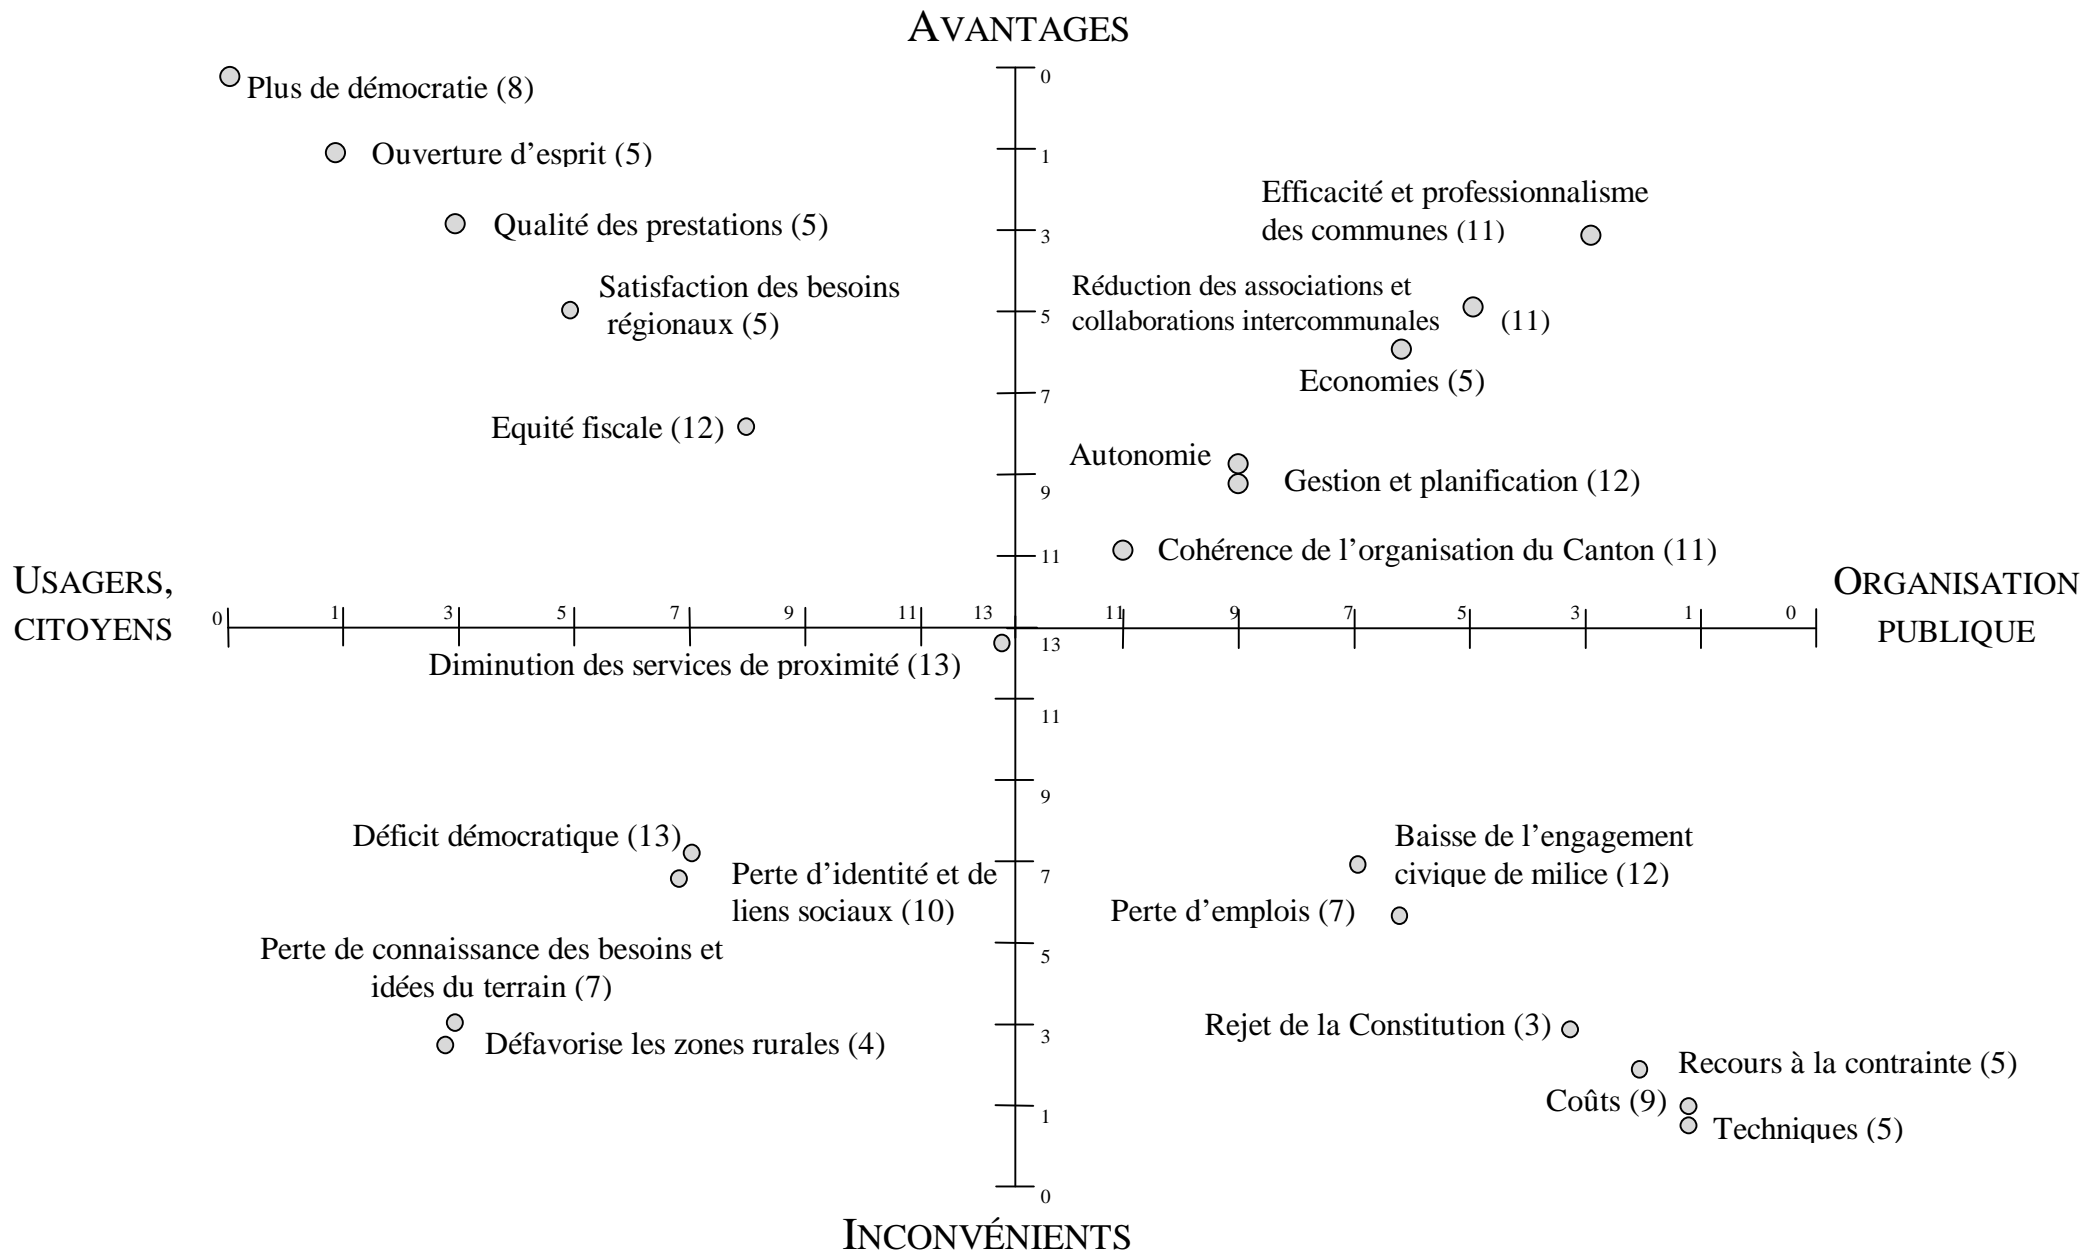 AVANTAGES
0
Plus de démocratie (8)
Ouverture d’esprit (5)
1
Efficacité et professionnalisme
des communes (11)
Qualité des prestations (5)
3
Satisfaction des besoins
régionaux (5)
Réduction des associations et
collaborations intercommunales (11)
5
Economies (5)
7
Equité fiscale (12)
Autonomie
Gestion et planification (12)
9
Cohérence de l’organisation du Canton (11)
11
USAGERS,
CITOYENS
ORGANISATION
PUBLIQUE
0 1 3 5 7 9 11 13 11 9 7 5 3 1 0
13
Diminution des services de proximité (13)
11
9
Déficit démocratique (13)
Baisse de l’engagement
civique de milice (12)
Perte d’identité et de
liens sociaux (10)
7
Perte d’emplois (7)
Perte de connaissance des besoins et
idées du terrain (7)
5
Rejet de la Constitution (3)
3
Défavorise les zones rurales (4)
Recours à la contrainte (5)
Coûts (9)
1
Techniques (5)
0
INCONVÉNIENTS